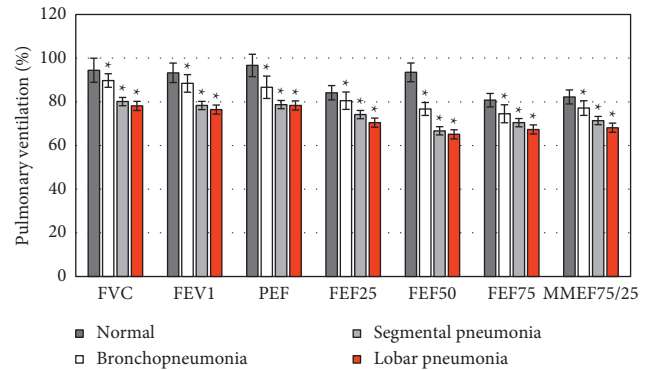 Pulmonary ventilation (%)
120
100
80
60
40
20
0
* * * * * * * * * * * * * * * * * * * * *
FVC FEV1 PEF FEF25 FEF50 FEF75 MMEF75/25
Normal Segmental pneumonia
Bronchopneumonia Lobar pneumonia